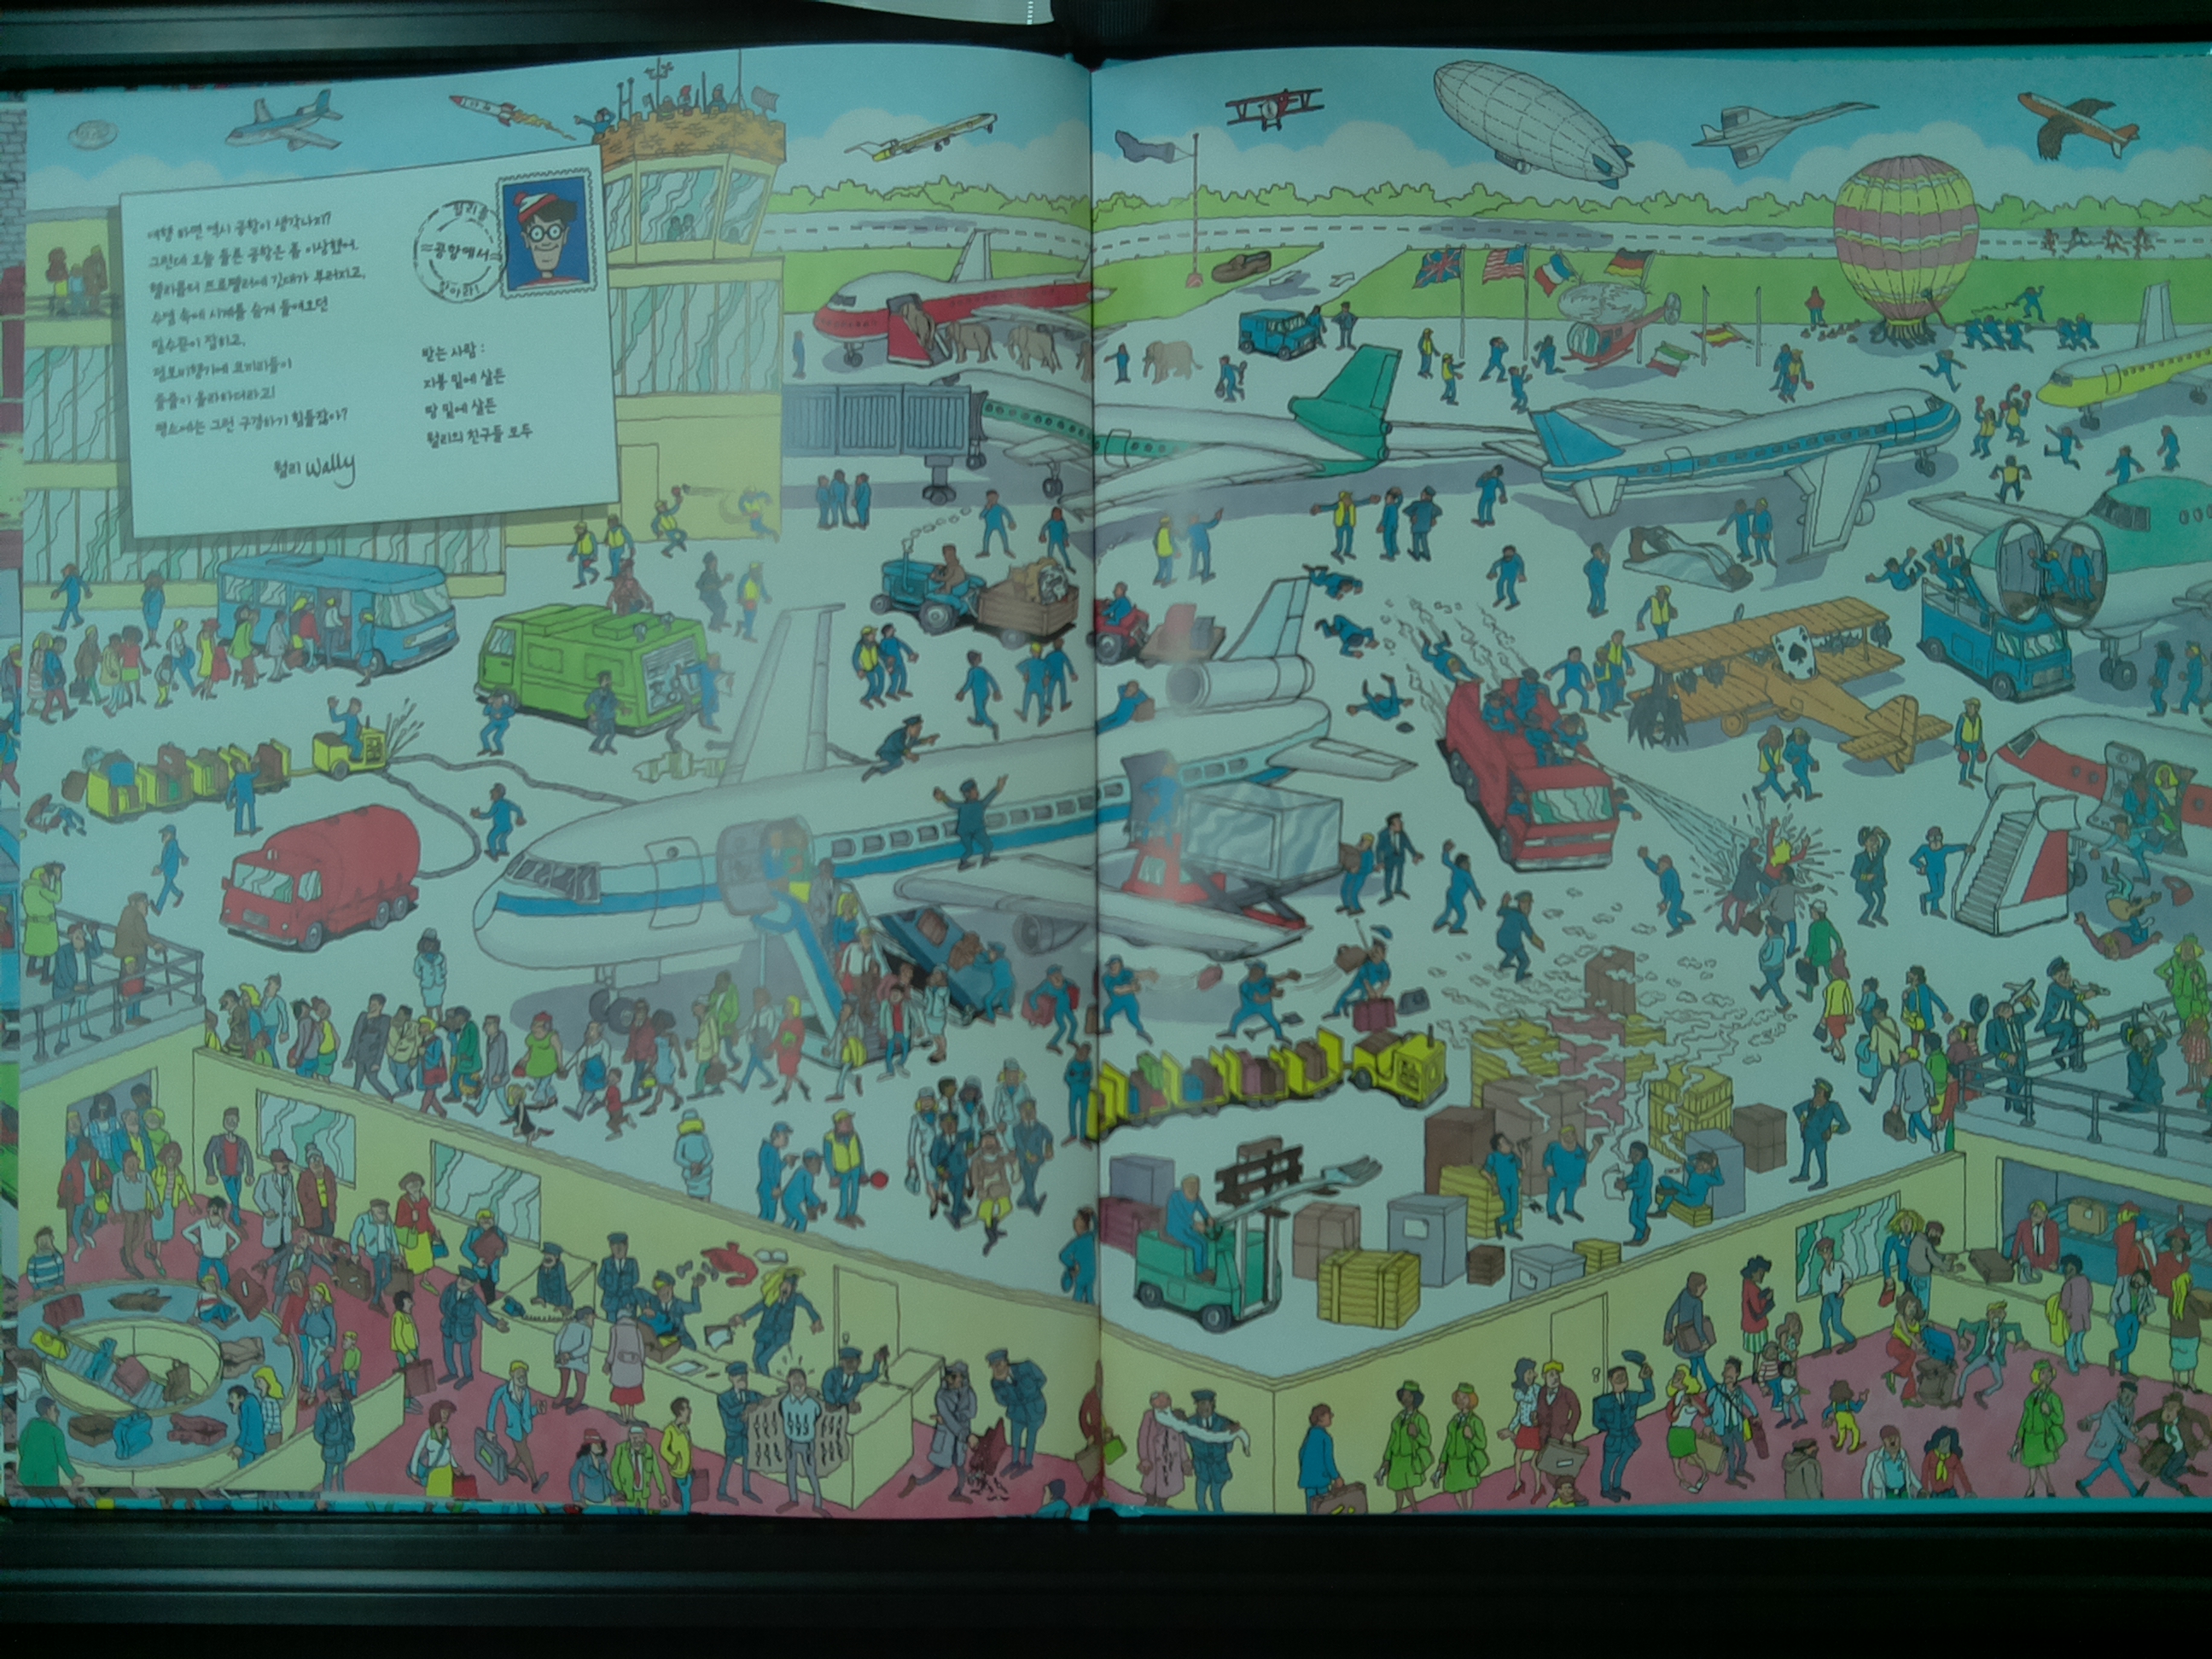 여행 하면 역시 공항이 생각나지?
그런데 오늘 들른 공항은 좀 이상했어.
헬리콥터 프로펠러에 깃대가 부러지고,
수염 속에 시계를 숨겨 들여오던
밀수꾼이 잡히고,
점보비행기에 코끼리들이
줄줄이 올라타더라고!
평소에는 그런 구경하기 힘들잖아?
월리 Wally
월리를
공항에서
찾아라!
받는 사람 :
지붕 밑에 살든
땅 밑에 살든
월리의 친구들 모두